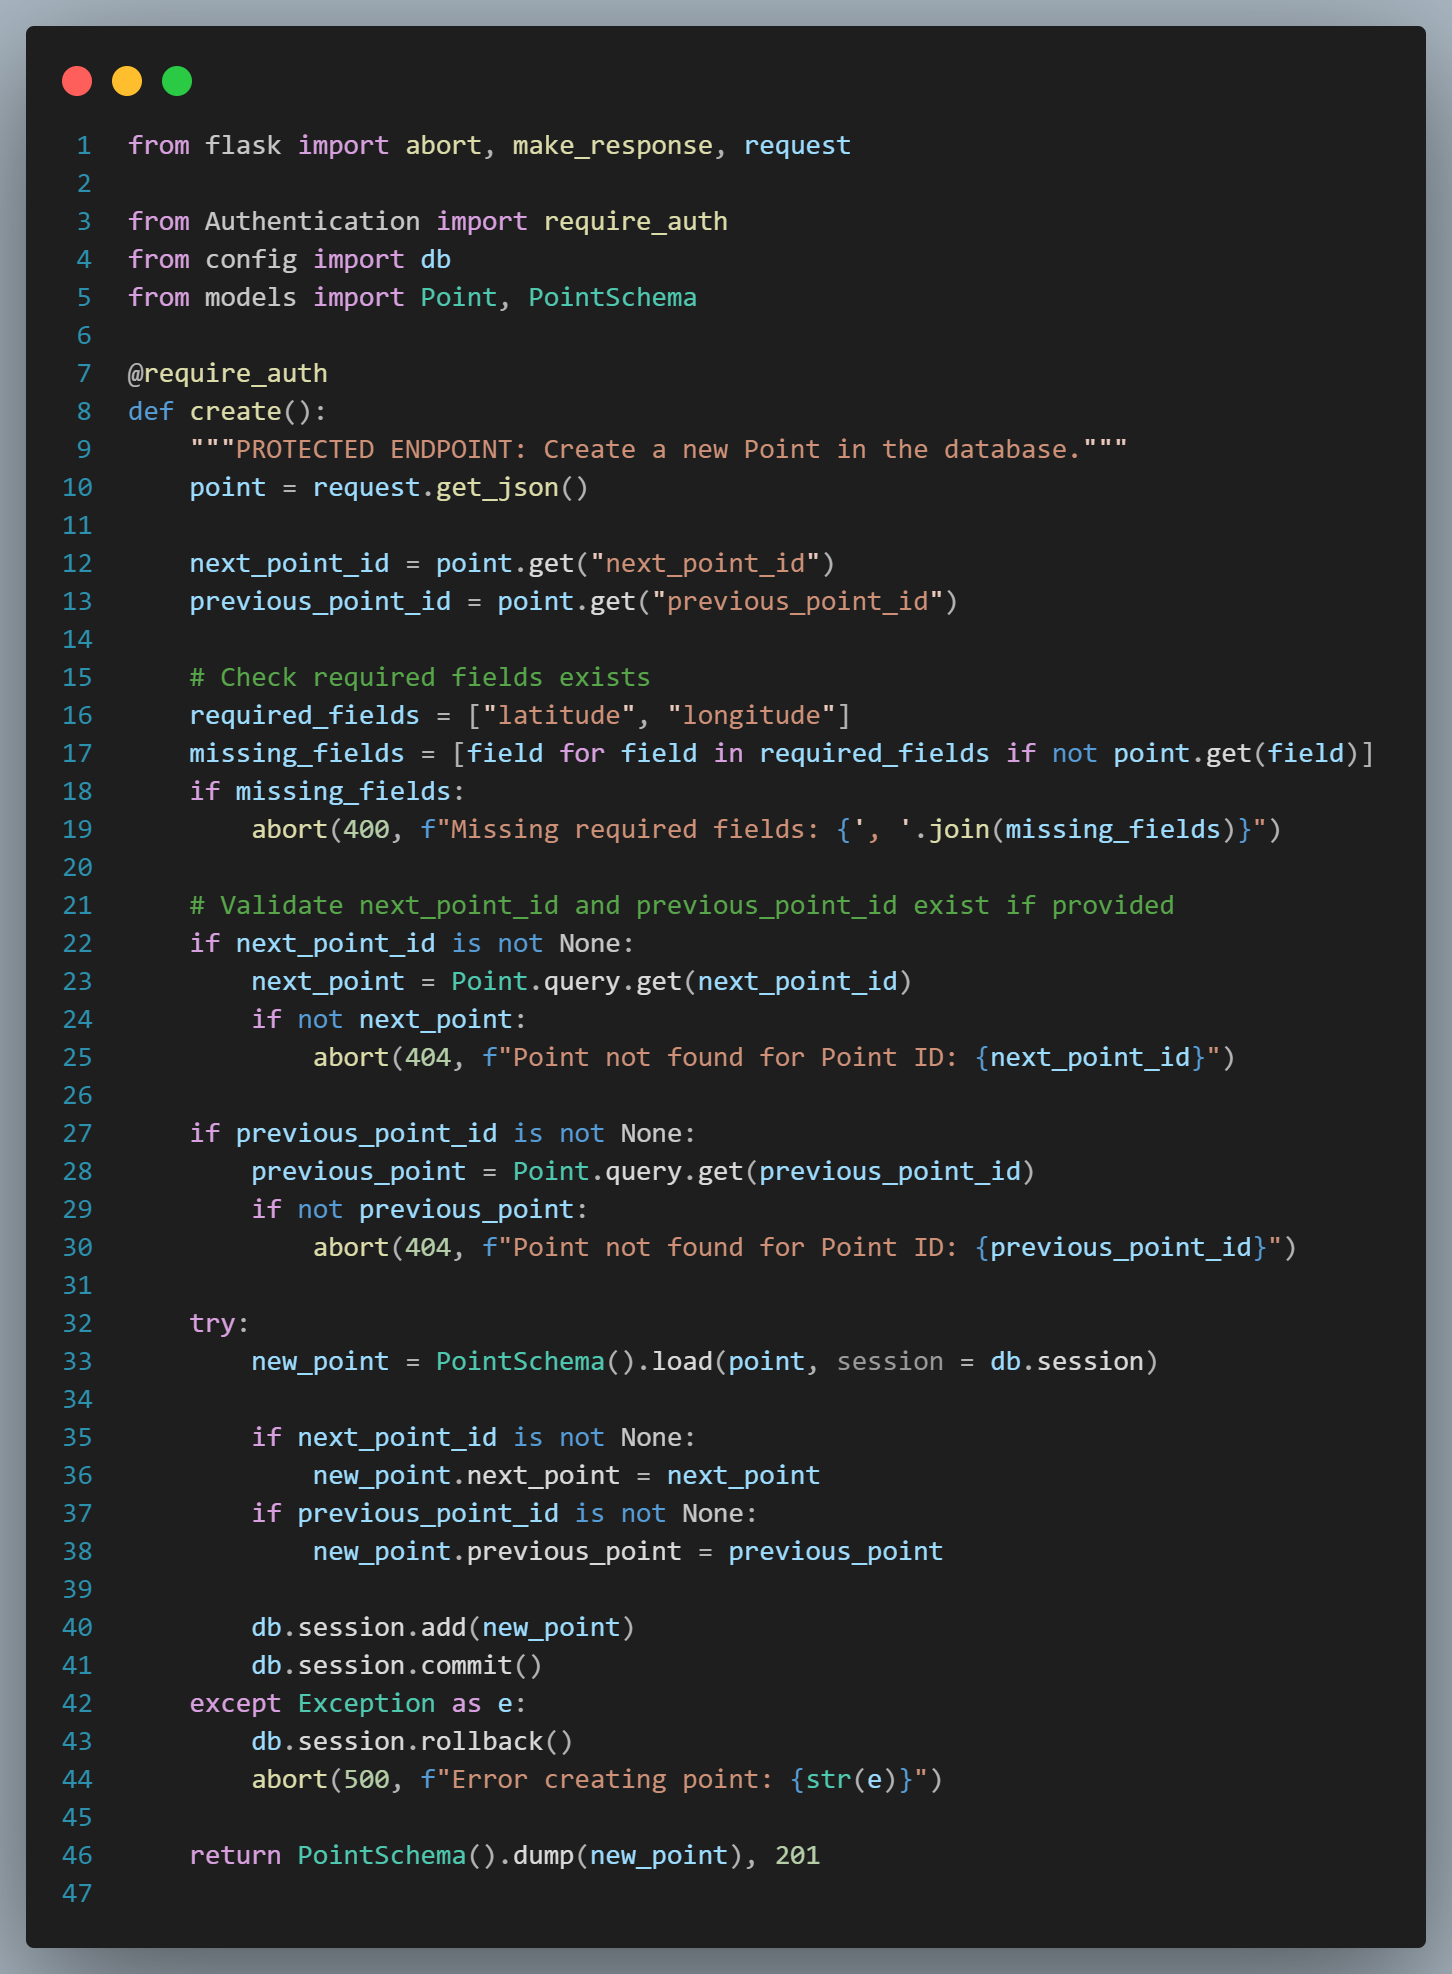 1 from flask import abort, make_response, request
2
3 from Authentication import require_auth
4 from config import db
5 from models import Point, PointSchema
6
7 @require_auth
8 def create():
9     """PROTECTED ENDPOINT: Create a new Point in the database."""
10     point = request.get_json()
11
12     next_point_id = point.get("next_point_id")
13     previous_point_id = point.get("previous_point_id")
14
15     # Check required fields exists
16     required_fields = ["latitude", "longitude"]
17     missing_fields = [field for field in required_fields if not point.get(field)]
18     if missing_fields:
19         abort(400, f"Missing required fields: {', '.join(missing_fields)}")
20
21     # Validate next_point_id and previous_point_id exist if provided
22     if next_point_id is not None:
23         next_point = Point.query.get(next_point_id)
24         if not next_point:
25             abort(404, f"Point not found for Point ID: {next_point_id}")
26
27     if previous_point_id is not None:
28         previous_point = Point.query.get(previous_point_id)
29         if not previous_point:
30             abort(404, f"Point not found for Point ID: {previous_point_id}")
31
32     try:
33         new_point = PointSchema().load(point, session = db.session)
34
35         if next_point_id is not None:
36             new_point.next_point = next_point
37         if previous_point_id is not None:
38             new_point.previous_point = previous_point
39
40         db.session.add(new_point)
41         db.session.commit()
42     except Exception as e:
43         db.session.rollback()
44         abort(500, f"Error creating point: {str(e)}")
45
46     return PointSchema().dump(new_point), 201
47